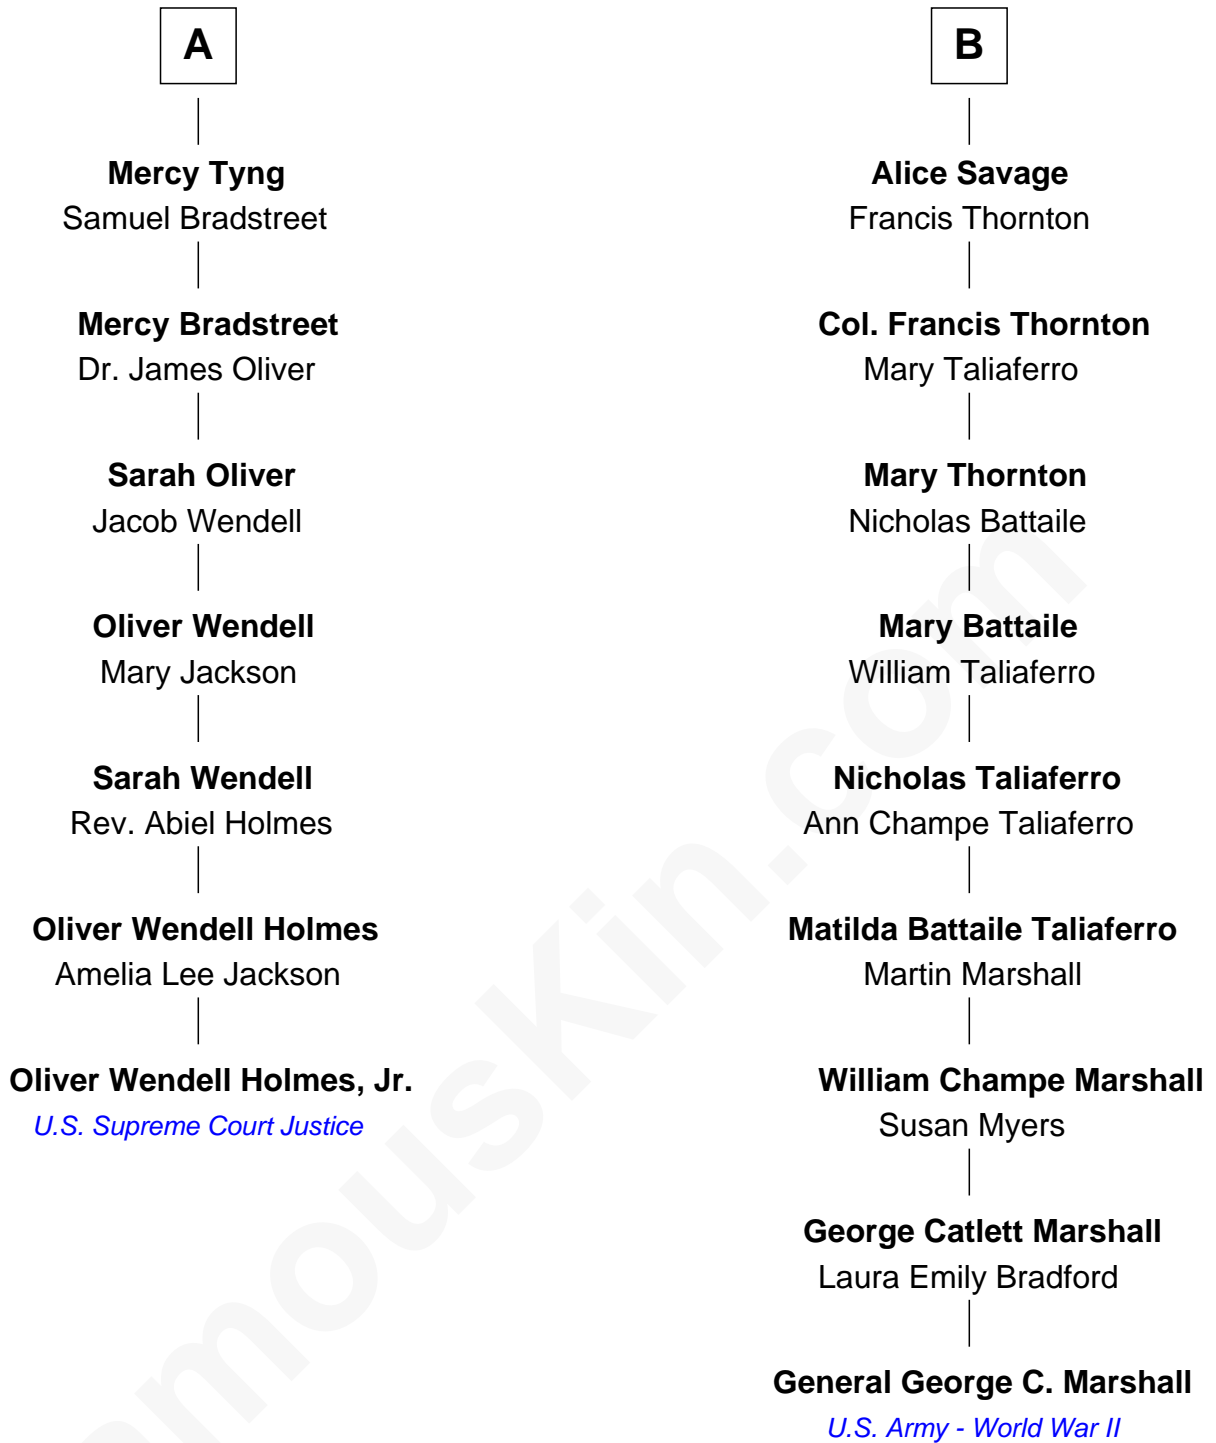 A
Mercy Tyng
Samuel Bradstreet
Mercy Bradstreet
Dr. James Oliver
Sarah Oliver
Jacob Wendell
Oliver Wendell
Mary Jackson
Sarah Wendell
Rev. Abiel Holmes
Oliver Wendell Holmes
Amelia Lee Jackson
Oliver Wendell Holmes, Jr.
U.S. Supreme Court Justice
B
Alice Savage
Francis Thornton
Col. Francis Thornton
Mary Taliaferro
Mary Thornton
Nicholas Battaile
Mary Battaile
William Taliaferro
Nicholas Taliaferro
Ann Champe Taliaferro
Matilda Battaile Taliaferro
Martin Marshall
William Champe Marshall
Susan Myers
George Catlett Marshall
Laura Emily Bradford
General George C. Marshall
U.S. Army - World War II
amousKin.com